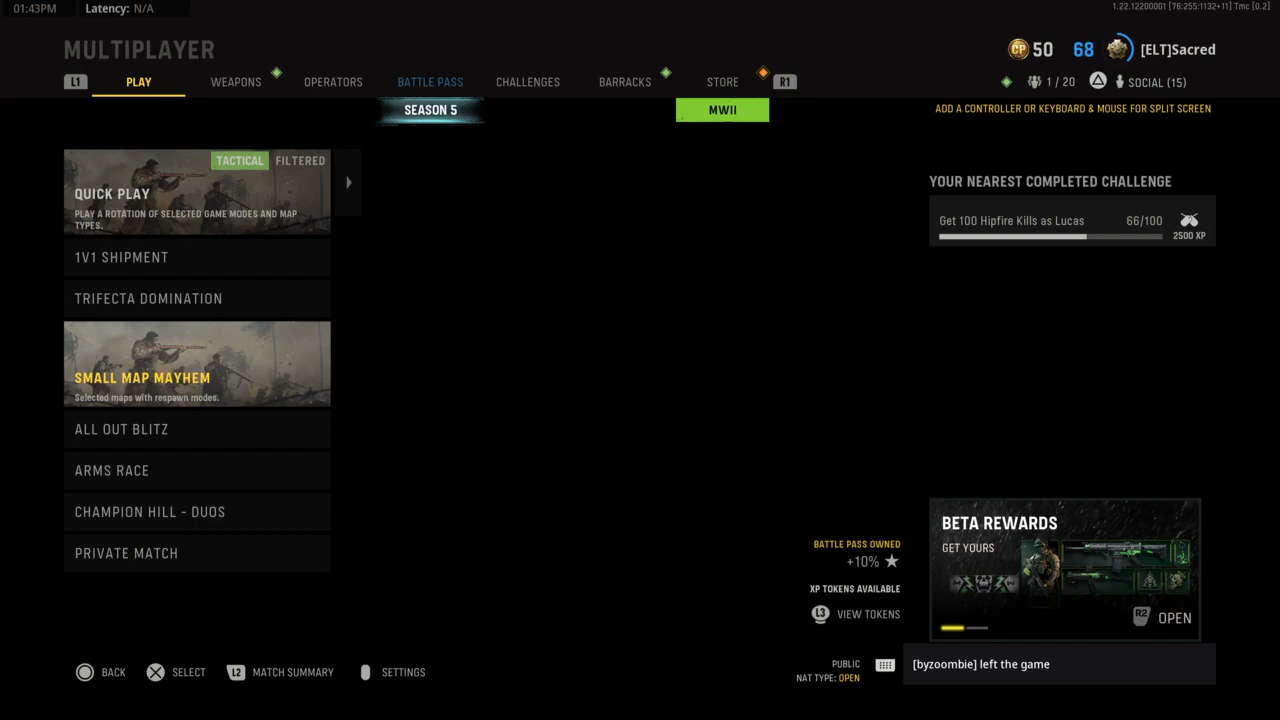 01:43PM
Latency: N/A
1.22.12200001 [76:255:1132+11] Tmc [0.2]
MULTIPLAYER
CP 50
68
[ELT]Sacred
L1
PLAY
WEAPONS
OPERATORS
BATTLE PASS
CHALLENGES
BARRACKS
STORE
R1
1 / 20
SOCIAL (15)
SEASON 5
MWII
ADD A CONTROLLER OR KEYBOARD & MOUSE FOR SPLIT SCREEN
TACTICAL
FILTERED
QUICK PLAY
PLAY A ROTATION OF SELECTED GAME MODES AND MAP
TYPES.
1V1 SHIPMENT
TRIFECTA DOMINATION
SMALL MAP MAYHEM
Selected maps with respawn modes.
ALL OUT BLITZ
ARMS RACE
CHAMPION HILL - DUOS
PRIVATE MATCH
YOUR NEAREST COMPLETED CHALLENGE
Get 100 Hipfire Kills as Lucas
66/100
2500 XP
BATTLE PASS OWNED
+10%
XP TOKENS AVAILABLE
L3
VIEW TOKENS
BETA REWARDS
GET YOURS
R2
OPEN
BACK
SELECT
L2
MATCH SUMMARY
SETTINGS
PUBLIC
NAT TYPE: OPEN
[byzoombie] left the game